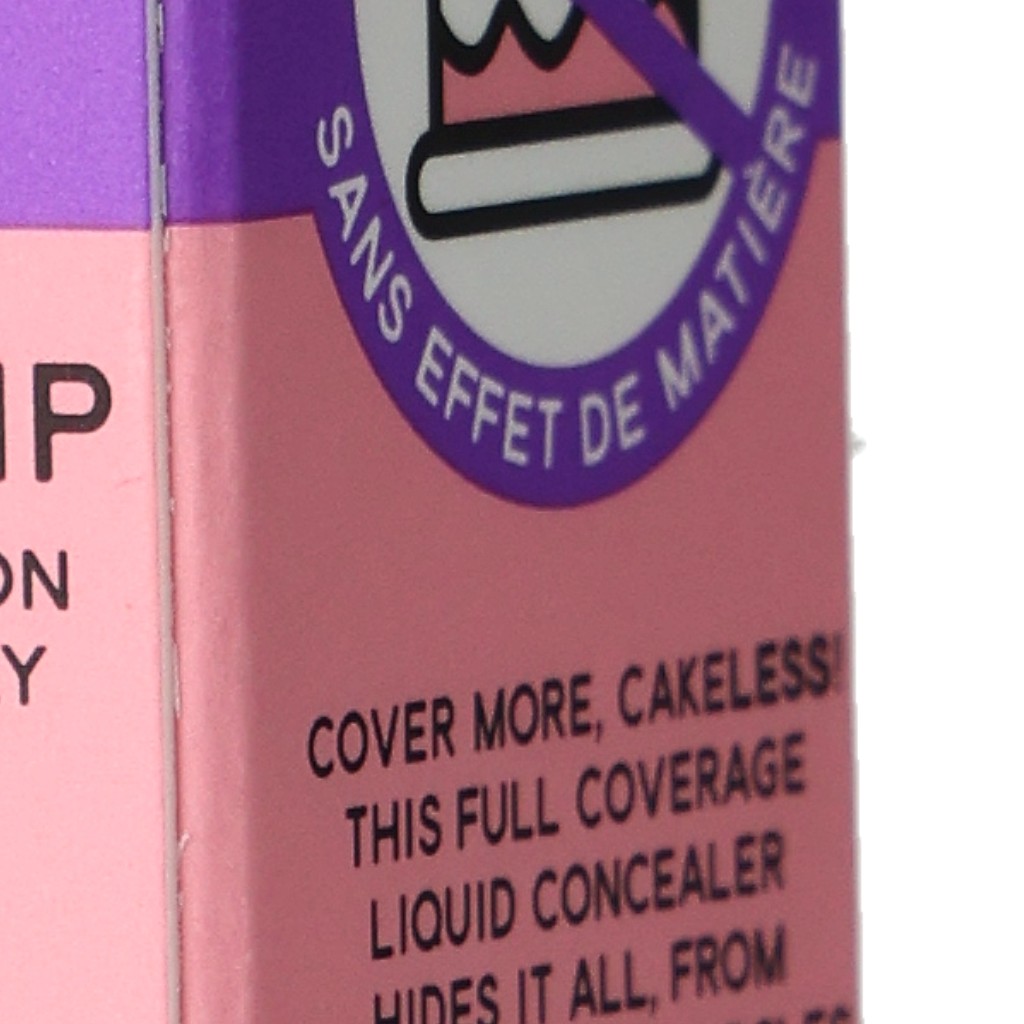 SANS EFFET DE MATIÈRE
COVER MORE, CAKELESS!
THIS FULL COVERAGE
LIQUID CONCEALER
HIDES IT ALL, FROM
IP
ON
Y